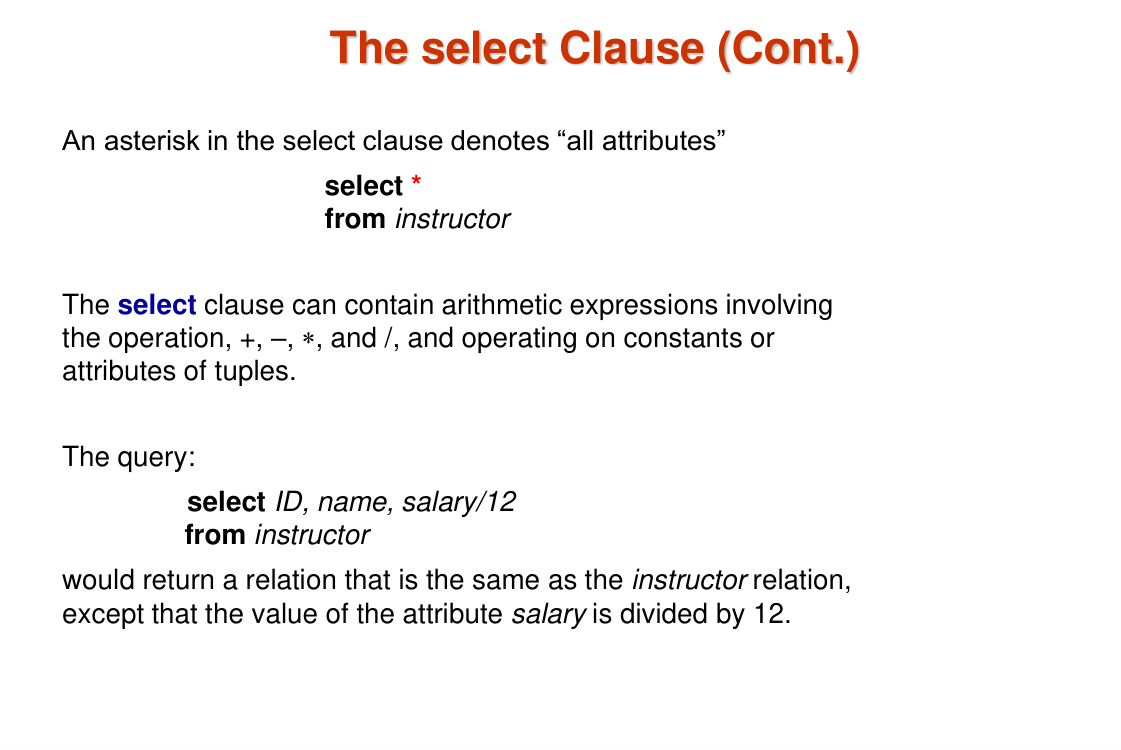 The select Clause (Cont.)
An asterisk in the select clause denotes “all attributes”
select *
from instructor
The select clause can contain arithmetic expressions involving
the operation, +, –, ∗, and /, and operating on constants or
attributes of tuples.
The query:
select ID, name, salary/12
from instructor
would return a relation that is the same as the instructor relation,
except that the value of the attribute salary is divided by 12.